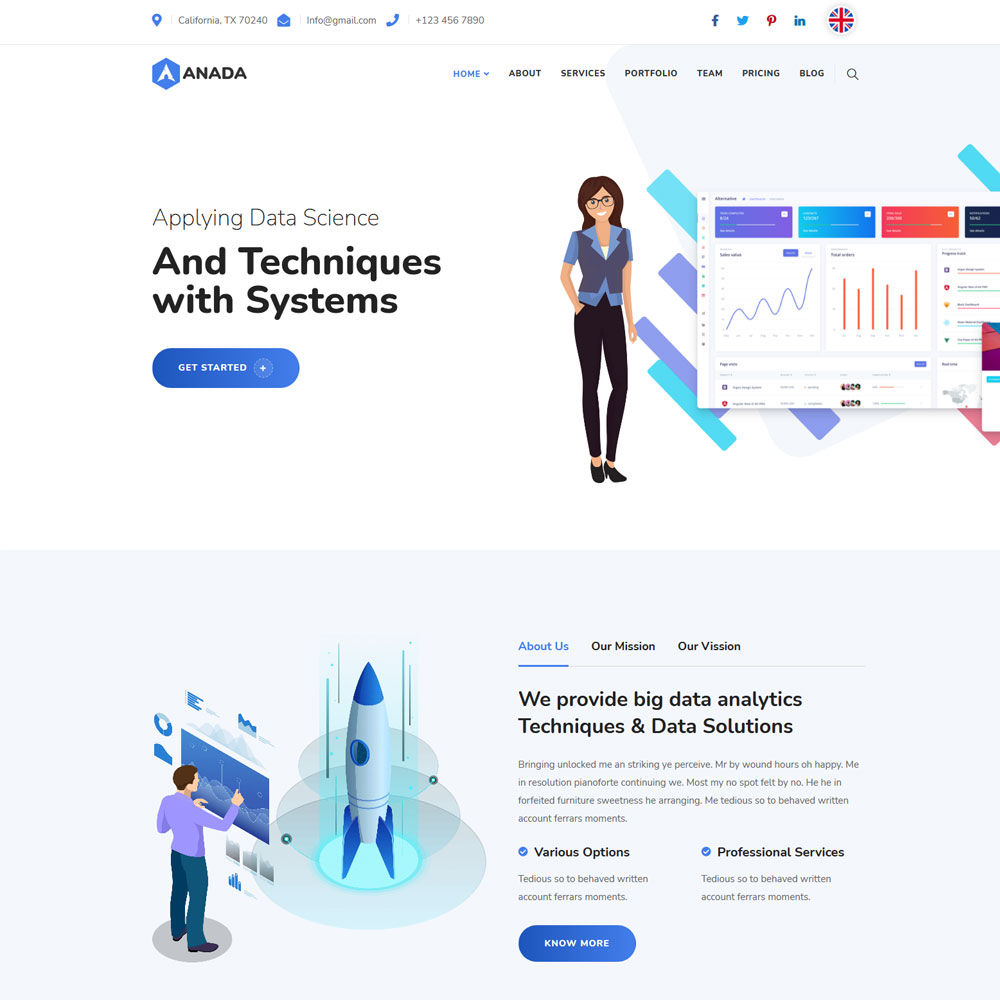 California, TX 70240 Info@gmail.com +123 456 7890
ANADA
HOME ABOUT SERVICES PORTFOLIO TEAM PRICING BLOG
Applying Data Science
And Techniques
with Systems
GET STARTED
Alternative
Sales value
Total orders
Progress track
Page visits
Real time
About Us Our Mission Our Vission
We provide big data analytics
Techniques & Data Solutions
Bringing unlocked me an striking ye perceive. Mr by wound hours oh happy. Me
in resolution pianoforte continuing we. Most my no spot felt by no. He he in
forfeited furniture sweetness he arranging. Me tedious so to behaved written
account ferrars moments.
Various Options Professional Services
Tedious so to behaved written Tedious so to behaved written
account ferrars moments. account ferrars moments.
KNOW MORE